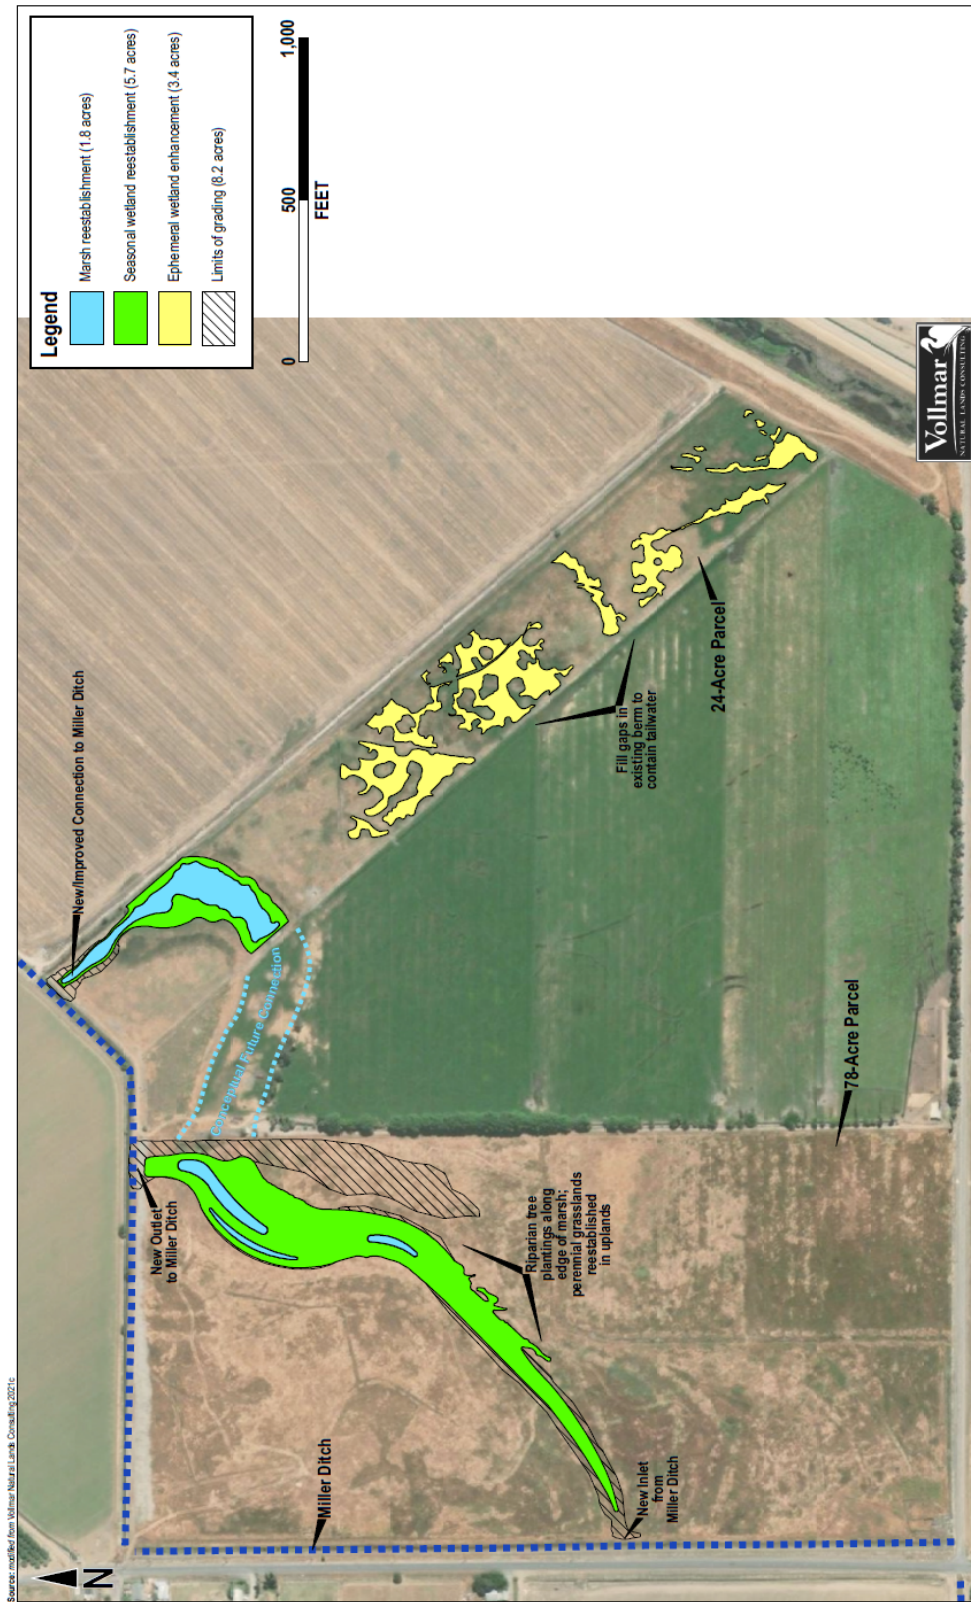 Source: modified from Vollmar Natural Lands Consulting 2021c
N
Miller Ditch
New Outlet
to Miller Ditch
New Inlet
from
Miller Ditch
Riparian tree
plantings along
edge of marsh;
perennial grasslands
reestablished
in uplands
Conceptual Future Connection
New/Improved Connection to Miller Ditch
78-Acre Parcel
Fill gaps in
existing berm to
contain tailwater
24-Acre Parcel
Legend
Marsh reestablishment (1.8 acres)
Seasonal wetland reestablishment (5.7 acres)
Ephemeral wetland enhancement (3.4 acres)
Limits of grading (8.2 acres)
0 500 1,000
FEET
Vollmar
NATURAL LANDS CONSULTING